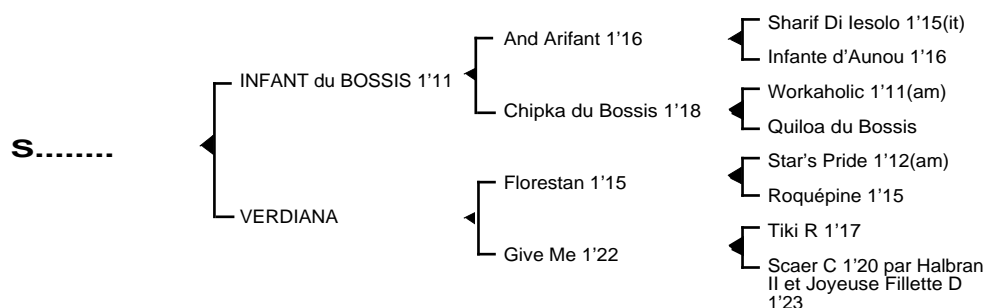 Sharif Di Iesolo 1’15(it)
And Arifant 1’16
Infante d’Aunou 1’16
INFANT du BOSSIS 1’11
Workaholic 1’11(am)
Chipka du Bossis 1’18
Quiloa du Bossis
S........
Star’s Pride 1’12(am)
Florestan 1’15
Roquépine 1’15
VERDIANA
Tiki R 1’17
Give Me 1’22
Scaer C 1’20 par Halbran
II et Joyeuse Fillette D
1’23